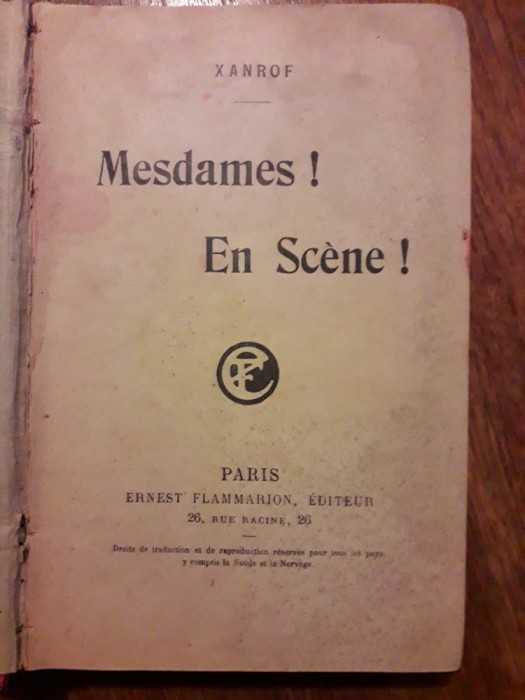 XANROF
Mesdames !
En Scène !
EF
PARIS
ERNEST FLAMMARION, ÉDITEUR
26, RUE RACINE, 26
Droits de traduction et de reproduction réservés pour tous les pays,
y compris la Suède et la Norvège.